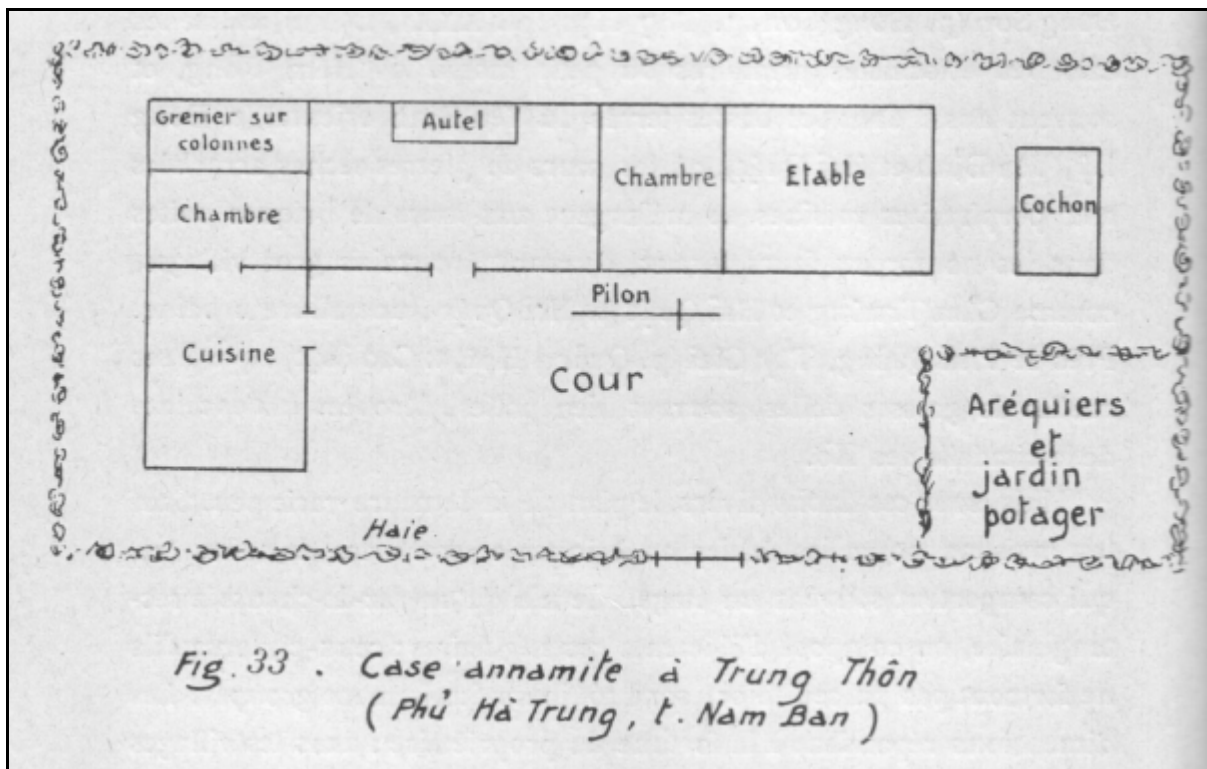 Grenier sur
colonnes
Autel
Chambre
Etable
Cochon
Chambre
Pilon
Cuisine
Cour
Aréquiers
et
jardin
potager
Haie
Fig. 33 . Case annamite à Trung Thôn
( Phủ Hà Trung, t. Nam Ban )